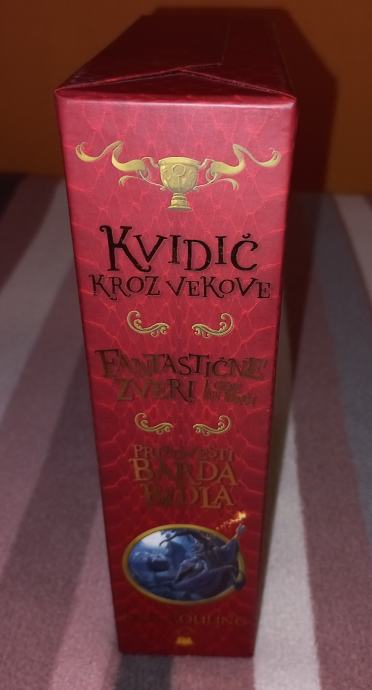 KVIDIČ
KROZ VEKOVE
FANTASTIČNE
ZVERI
PRIPOVESTI
BARDA
BIDLA